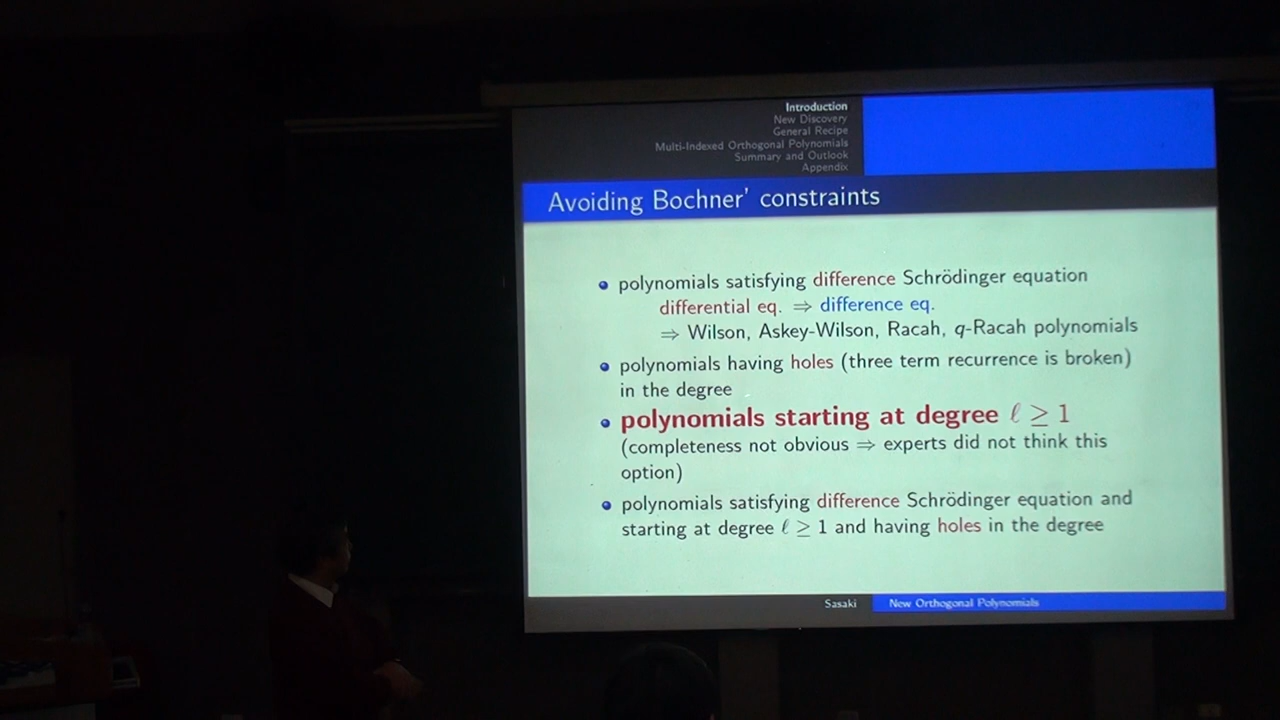 Introduction
New Discovery
General Recipe
Multi-Indexed Orthogonal Polynomials
Summary and Outlook
Appendix
Avoiding Bochner' constraints
polynomials satisfying difference Schrödinger equation
differential eq. ⇒ difference eq.
⇒ Wilson, Askey-Wilson, Racah, q-Racah polynomials
polynomials having holes (three term recurrence is broken)
in the degree
polynomials starting at degree ℓ ≥ 1
(completeness not obvious ⇒ experts did not think this
option)
polynomials satisfying difference Schrödinger equation and
starting at degree ℓ ≥ 1 and having holes in the degree
Sasaki
New Orthogonal Polynomials